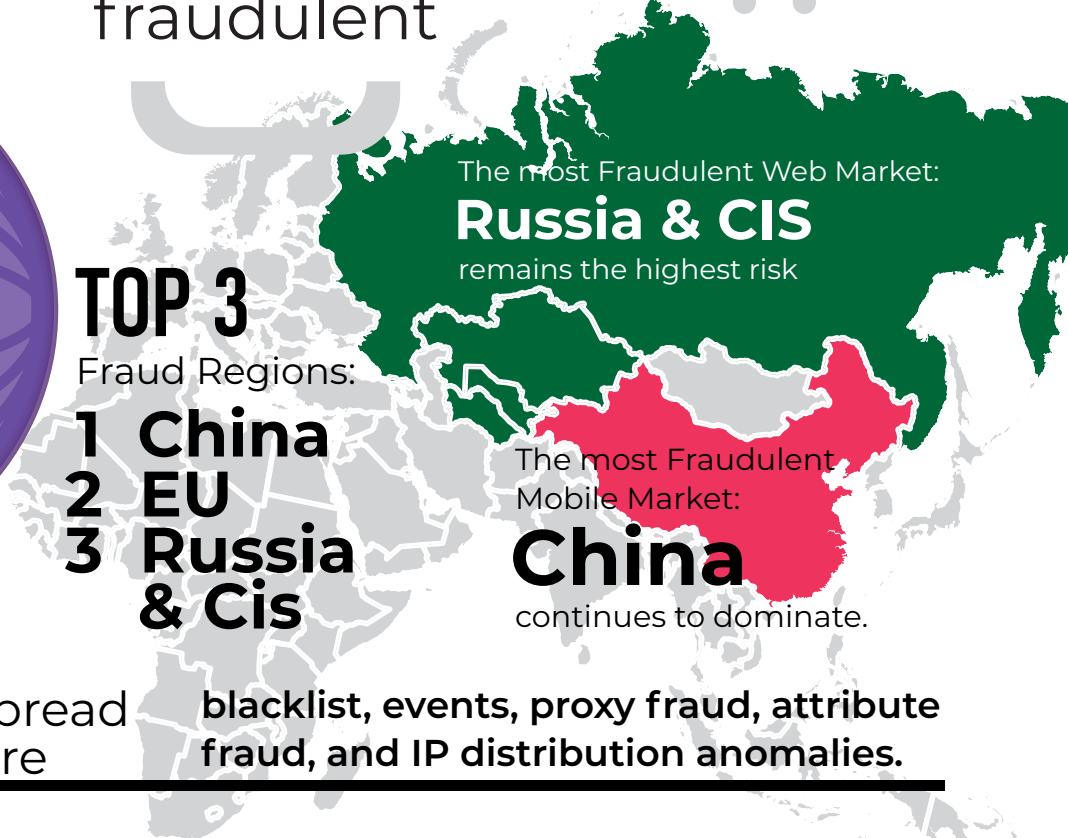 fraudulent
The most Fraudulent Web Market:
Russia & CIS
remains the highest risk
TOP 3
Fraud Regions:
1 China
2 EU
3 Russia
& Cis
The most Fraudulent
Mobile Market:
China
continues to dominate.
re
blacklist, events, proxy fraud, attribute
fraud, and IP distribution anomalies.